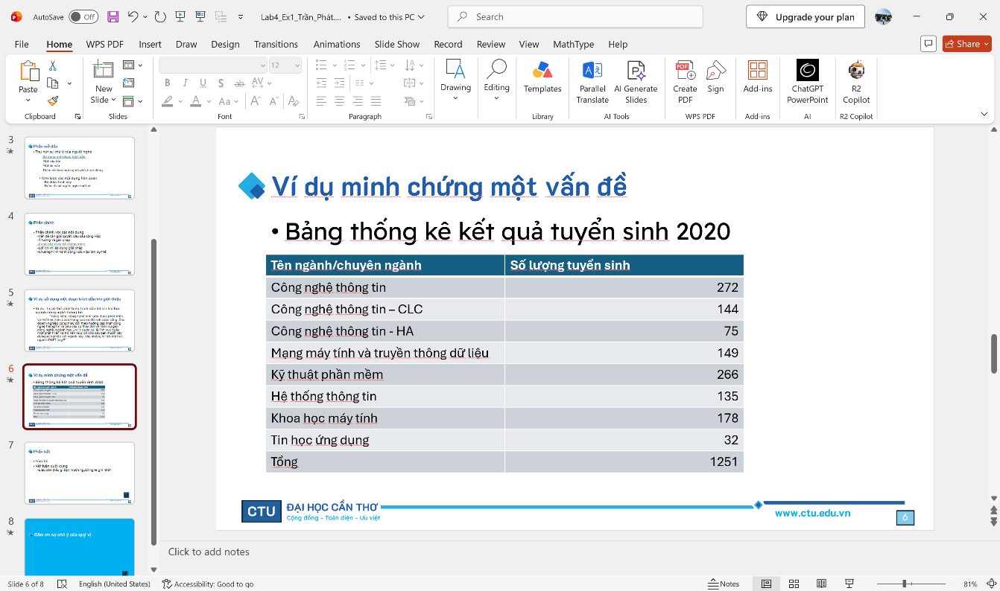 AutoSave Off Lab4_Ex1_Trần_Phát.... • Saved to this PC Search Upgrade your plan
File Home WPS PDF Insert Draw Design Transitions Animations Slide Show Record Review View MathType Help Share
Paste New Slide 12 Drawing Editing Templates Parallel Translate AI Generate Slides Create PDF Sign Add-ins ChatGPT PowerPoint R2 Copilot
Clipboard Slides Font Paragraph Library AI Tools WPS PDF Add-ins AI R2 Copilot
3
Phần mở đầu
• Thu hút sự chú ý của người nghe
4
Phần chính
• Phần chính với các nội dung
5
Ví dụ sử dụng một đoạn trích dẫn khi giới thiệu
6
Ví dụ minh chứng một vấn đề
• Bảng thống kê kết quả tuyển sinh 2020
7
Phần kết
• Tóm tắt
• Kết luận cuối cùng
8
Cảm ơn sự chú ý của quý vị
Ví dụ minh chứng một vấn đề
• Bảng thống kê kết quả tuyển sinh 2020
Tên ngành/chuyên ngành Số lượng tuyển sinh
Công nghệ thông tin 272
Công nghệ thông tin – CLC 144
Công nghệ thông tin - HA 75
Mạng máy tính và truyền thông dữ liệu 149
Kỹ thuật phần mềm 266
Hệ thống thông tin 135
Khoa học máy tính 178
Tin học ứng dụng 32
Tổng 1251
CTU ĐẠI HỌC CẦN THƠ
Cộng đồng – Toàn diện – Ưu việt
www.ctu.edu.vn
6
Click to add notes
Slide 6 of 8 English (United States) Accessibility: Good to go Notes 81%